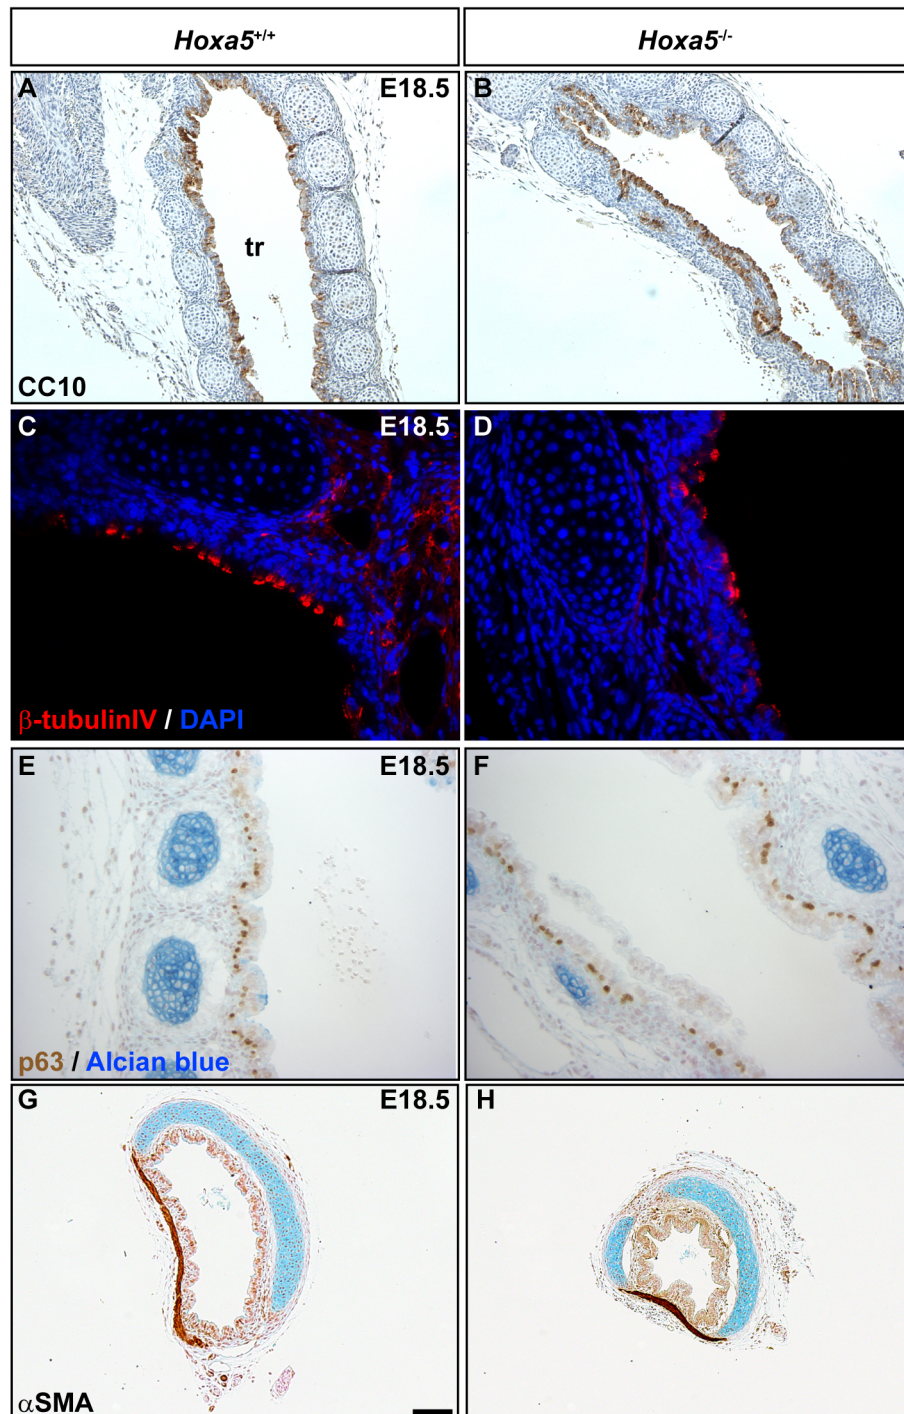 Hoxa5+/+
Hoxa5-/-
A E18.5
B
tr
CC10
C E18.5
D
β-tubulinIV / DAPI
E E18.5
F
p63 / Alcian blue
G E18.5
H
αSMA